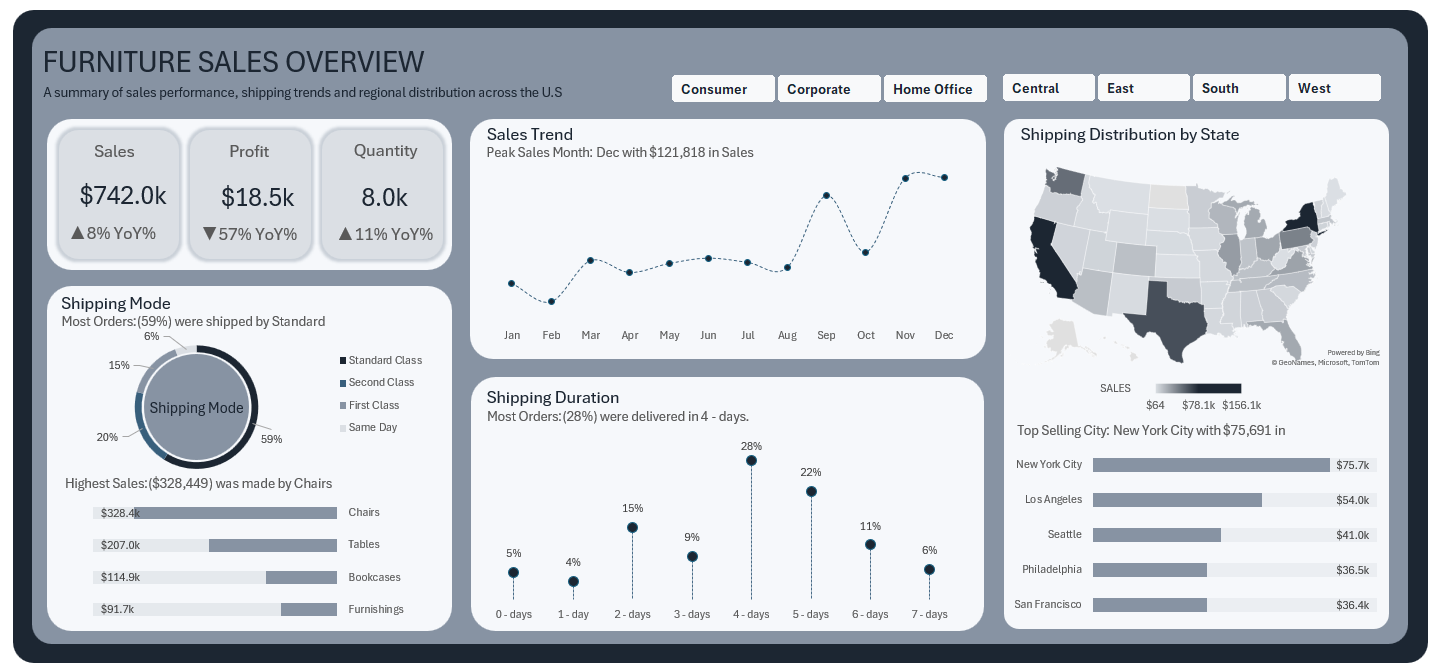 FURNITURE SALES OVERVIEW
A summary of sales performance, shipping trends and regional distribution across the U.S
Consumer
Corporate
Home Office
Central
East
South
West
Sales
$742.0k
▲8% YoY%
Profit
$18.5k
▼57% YoY%
Quantity
8.0k
▲11% YoY%
Shipping Mode
Most Orders:(59%) were shipped by Standard
6%
15%
20%
59%
Shipping Mode
Standard Class
Second Class
First Class
Same Day
Highest Sales:($328,449) was made by Chairs
$328.4k Chairs
$207.0k Tables
$114.9k Bookcases
$91.7k Furnishings
Sales Trend
Peak Sales Month: Dec with $121,818 in Sales
Jan Feb Mar Apr May Jun Jul Aug Sep Oct Nov Dec
Shipping Duration
Most Orders:(28%) were delivered in 4 - days.
5% 4% 15% 9% 28% 22% 11% 6%
0 - days 1 - day 2 - days 3 - days 4 - days 5 - days 6 - days 7 - days
Shipping Distribution by State
Powered by Bing
© GeoNames, Microsoft, TomTom
SALES
$64 $78.1k $156.1k
Top Selling City: New York City with $75,691 in
New York City $75.7k
Los Angeles $54.0k
Seattle $41.0k
Philadelphia $36.5k
San Francisco $36.4k